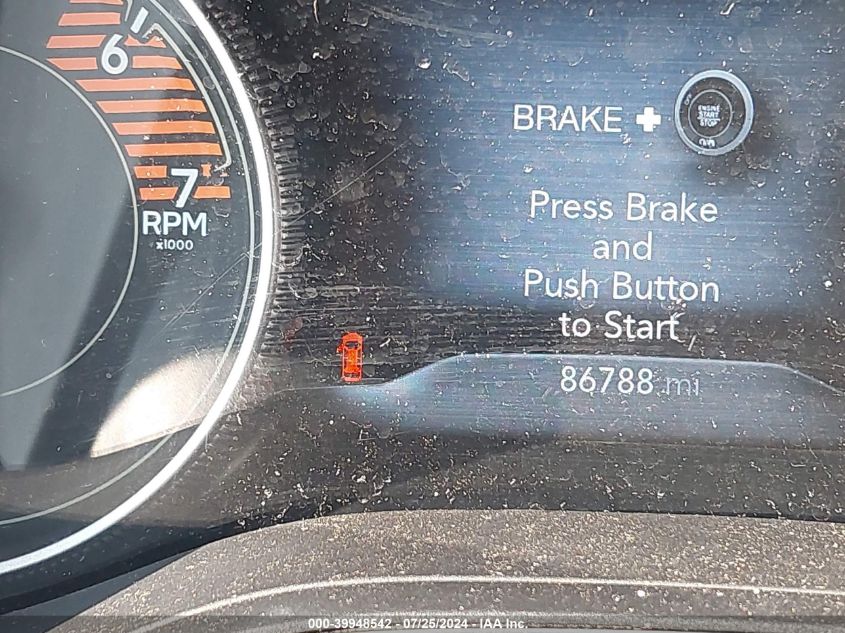 6
7
RPM
x1000
BRAKE +
ENGINE
START
STOP
Press Brake
and
Push Button
to Start
86788 mi
000-39948542 - 07/25/2024 - IAA Inc.